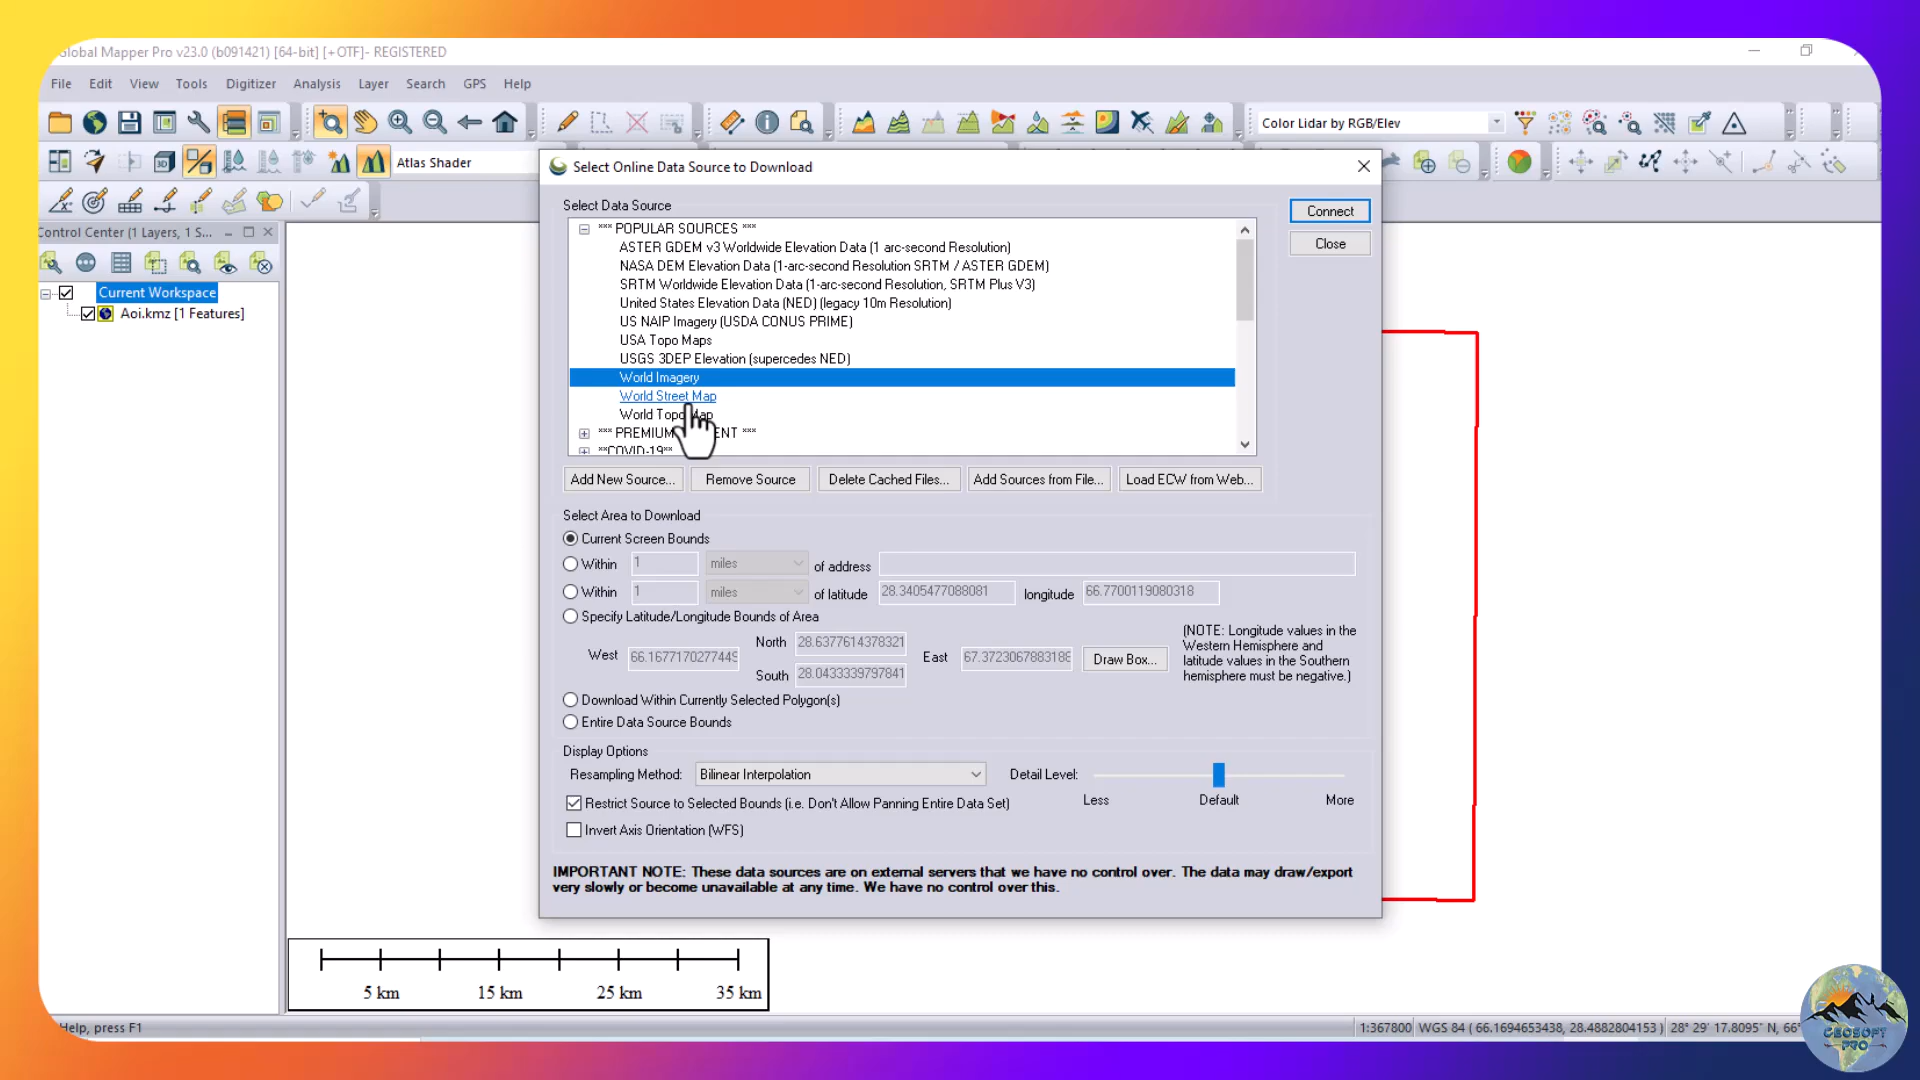 Global Mapper Pro v23.0 (b091421) [64-bit] [+OTF]- REGISTERED
File Edit View Tools Digitizer Analysis Layer Search GPS Help
Color Lidar by RGB/Elev
3D
Atlas Shader
Select Online Data Source to Download
Select Data Source
Connect
Close
Control Center (1 Layers, 1 S...
Current Workspace
Aoi.kmz [1 Features]
*** POPULAR SOURCES ***
ASTER GDEM v3 Worldwide Elevation Data (1 arc-second Resolution)
NASA DEM Elevation Data (1-arc-second Resolution SRTM / ASTER GDEM)
SRTM Worldwide Elevation Data (1-arc-second Resolution, SRTM Plus V3)
United States Elevation Data (NED) (legacy 10m Resolution)
US NAIP Imagery (USDA CONUS PRIME)
USA Topo Maps
USGS 3DEP Elevation (supercedes NED)
World Imagery
World Street Map
World Topo Map
*** PREMIUM ENT ***
**COVID-19**
Add New Source... Remove Source Delete Cached Files... Add Sources from File... Load ECW from Web...
Select Area to Download
Current Screen Bounds
Within 1 miles of address
Within 1 miles of latitude 28.3405477088081 longitude 66.7700119080318
Specify Latitude/Longitude Bounds of Area
North 28.6377614378321
West 66.1677170277449 East 67.3723067883188 Draw Box...
South 28.0433339797841
(NOTE: Longitude values in the
Western Hemisphere and
latitude values in the Southern
hemisphere must be negative.)
Download Within Currently Selected Polygon(s)
Entire Data Source Bounds
Display Options
Resampling Method: Bilinear Interpolation Detail Level:
Less Default More
Restrict Source to Selected Bounds (i.e. Don't Allow Panning Entire Data Set)
Invert Axis Orientation (WFS)
IMPORTANT NOTE: These data sources are on external servers that we have no control over. The data may draw/export
very slowly or become unavailable at any time. We have no control over this.
5 km 15 km 25 km 35 km
Help, press F1
1:367800 WGS 84 ( 66.1694653438, 28.4882804153 ) 28° 29' 17.8095" N, 66°
GEOSOFT
PRO